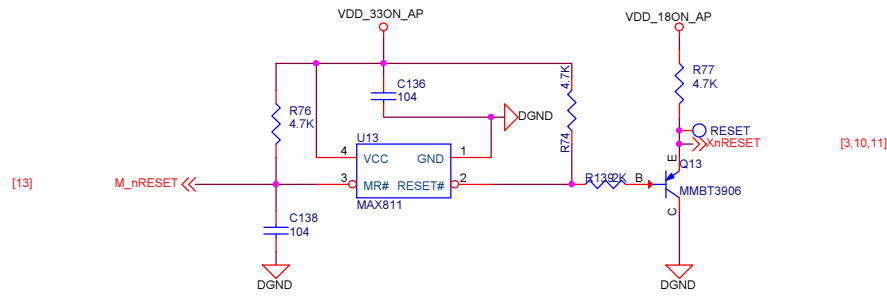 VDD_33ON_AP
VDD_18ON_AP
C136
104
4.7K
R77
4.7K
R76
4.7K
DGND
RESET
U13
R74
XnRESET
[3,10,11]
4
VCC
GND
1
E
Q13
[13]
M_nRESET
3
MR#
RESET#
2
R139
2K
B
MMBT3906
MAX811
C138
104
C
DGND
DGND